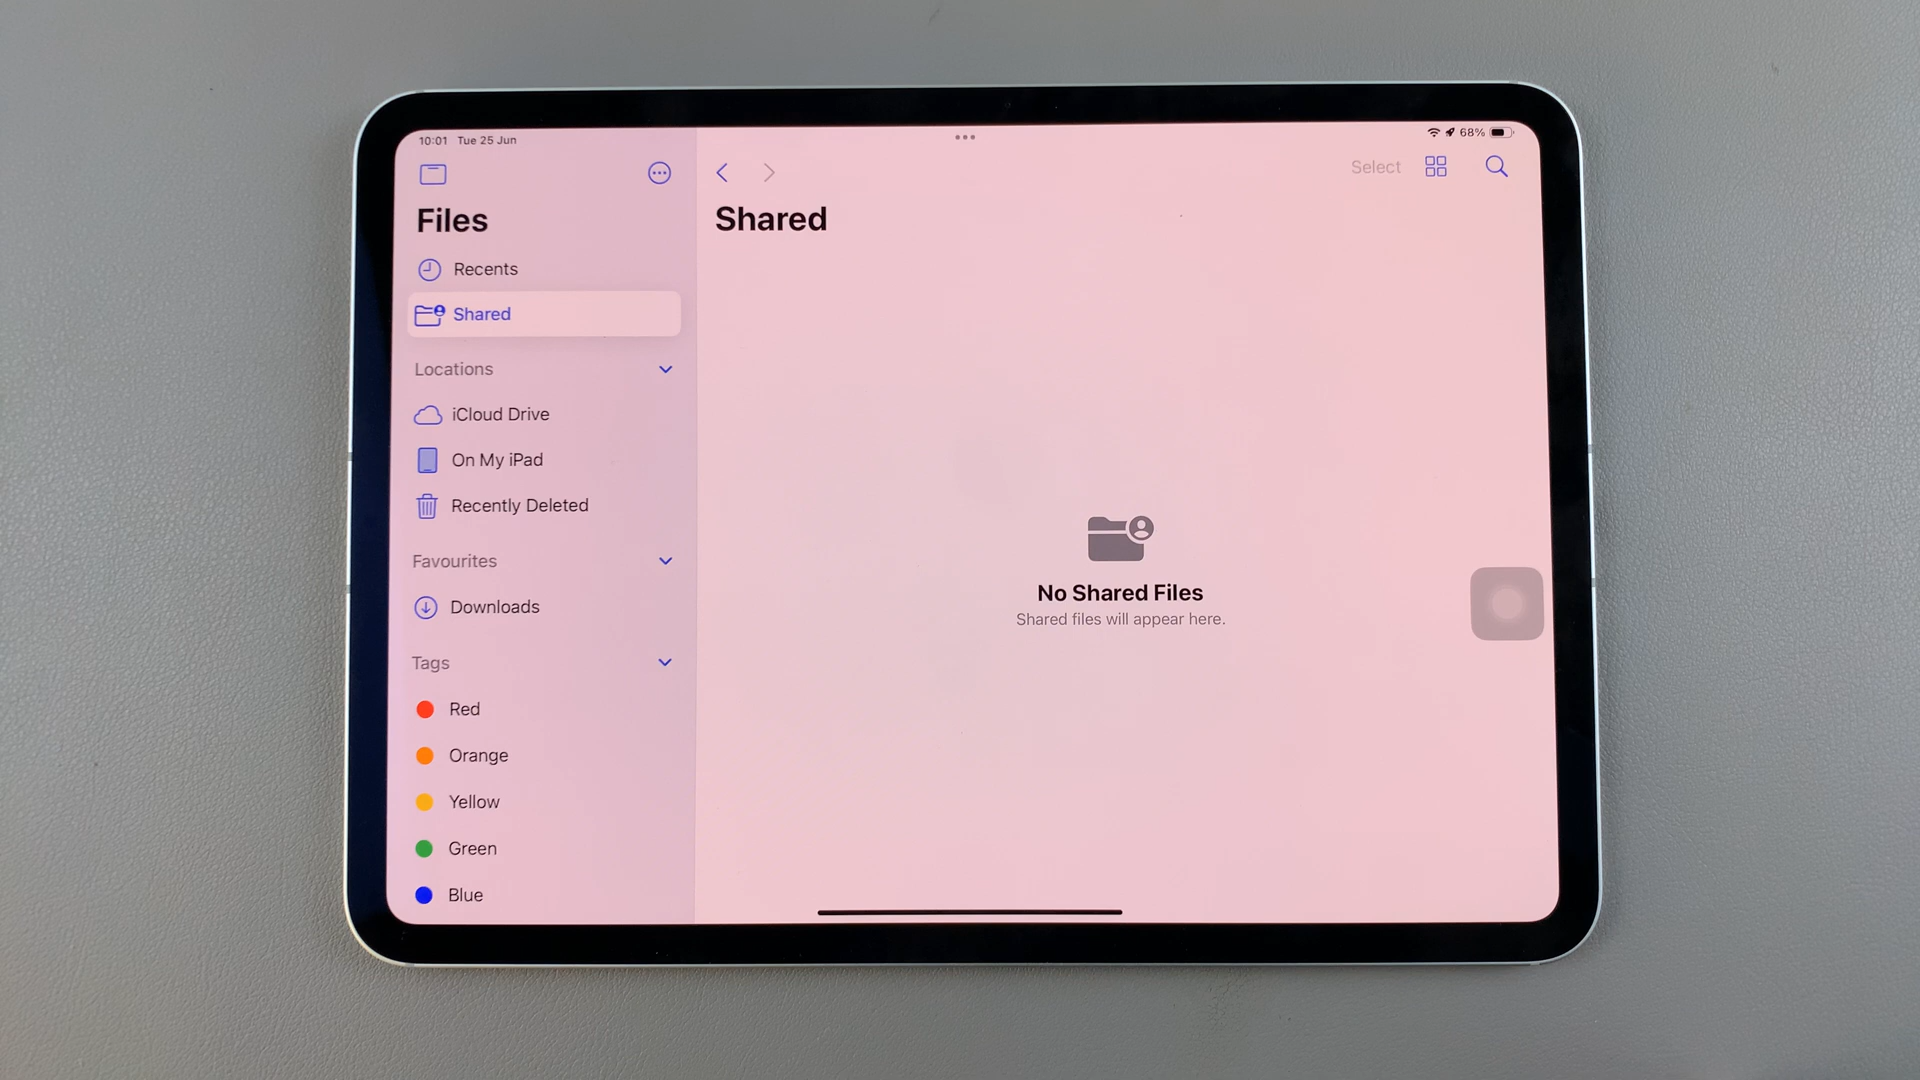 10:01 Tue 25 Jun
68%
Files
Recents
Shared
Locations
iCloud Drive
On My iPad
Recently Deleted
Favourites
Downloads
Tags
Red
Orange
Yellow
Green
Blue
Select
Shared
No Shared Files
Shared files will appear here.